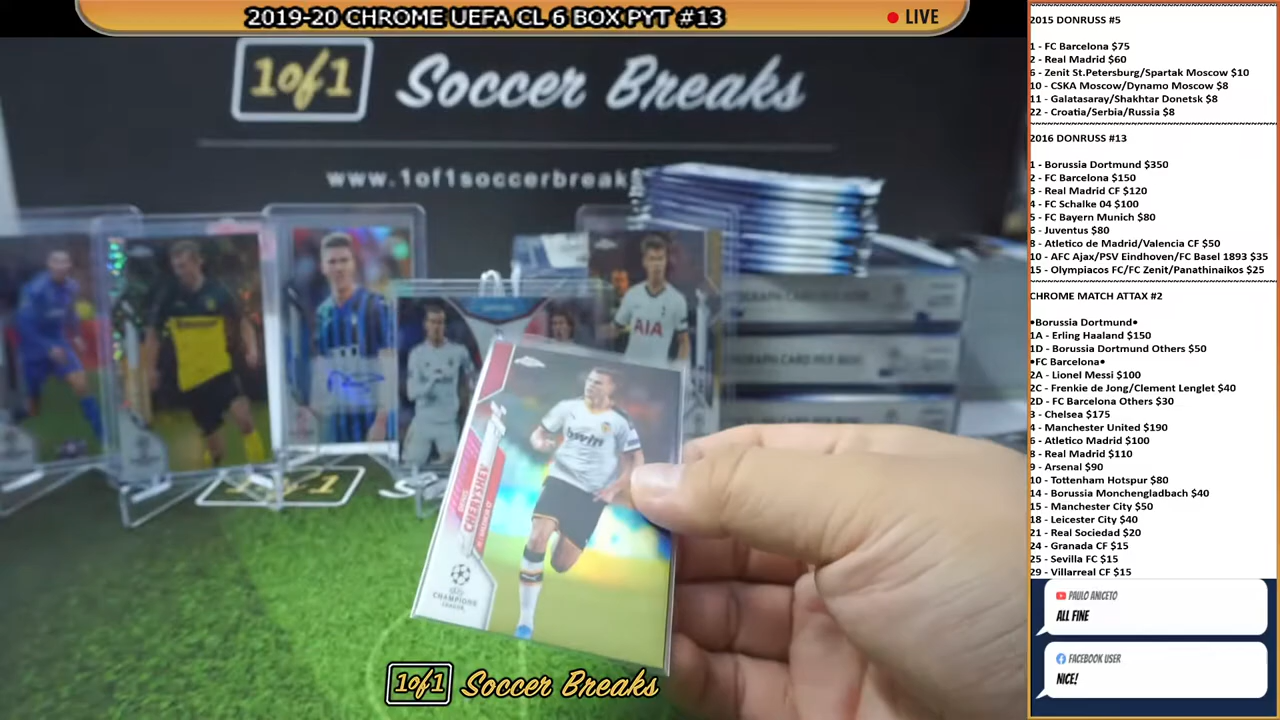 2019-20 CHROME UEFA CL 6 BOX PYT #13
LIVE
1of1 Soccer Breaks
www.1of1soccerbreak
AIA
bwin
CHERYSHEV
CHAMPIONS
LEAGUE
1of1
1of1 Soccer Breaks
2015 DONRUSS #5
1 - FC Barcelona $75
2 - Real Madrid $60
6 - Zenit St.Petersburg/Spartak Moscow $10
10 - CSKA Moscow/Dynamo Moscow $8
11 - Galatasaray/Shakhtar Donetsk $8
22 - Croatia/Serbia/Russia $8
2016 DONRUSS #13
1 - Borussia Dortmund $350
2 - FC Barcelona $150
3 - Real Madrid CF $120
4 - FC Schalke 04 $100
5 - FC Bayern Munich $80
6 - Juventus $80
8 - Atletico de Madrid/Valencia CF $50
10 - AFC Ajax/PSV Eindhoven/FC Basel 1893 $35
15 - Olympiacos FC/FC Zenit/Panathinaikos $25
CHROME MATCH ATTAX #2
•Borussia Dortmund•
1A - Erling Haaland $150
1D - Borussia Dortmund Others $50
•FC Barcelona•
2A - Lionel Messi $100
2C - Frenkie de Jong/Clement Lenglet $40
2D - FC Barcelona Others $30
3 - Chelsea $175
4 - Manchester United $190
6 - Atletico Madrid $100
8 - Real Madrid $110
9 - Arsenal $90
10 - Tottenham Hotspur $80
14 - Borussia Monchengladbach $40
15 - Manchester City $50
18 - Leicester City $40
21 - Real Sociedad $20
24 - Granada CF $15
25 - Sevilla FC $15
29 - Villarreal CF $15
PAULO ANICETO
ALL FINE
FACEBOOK USER
NICE!